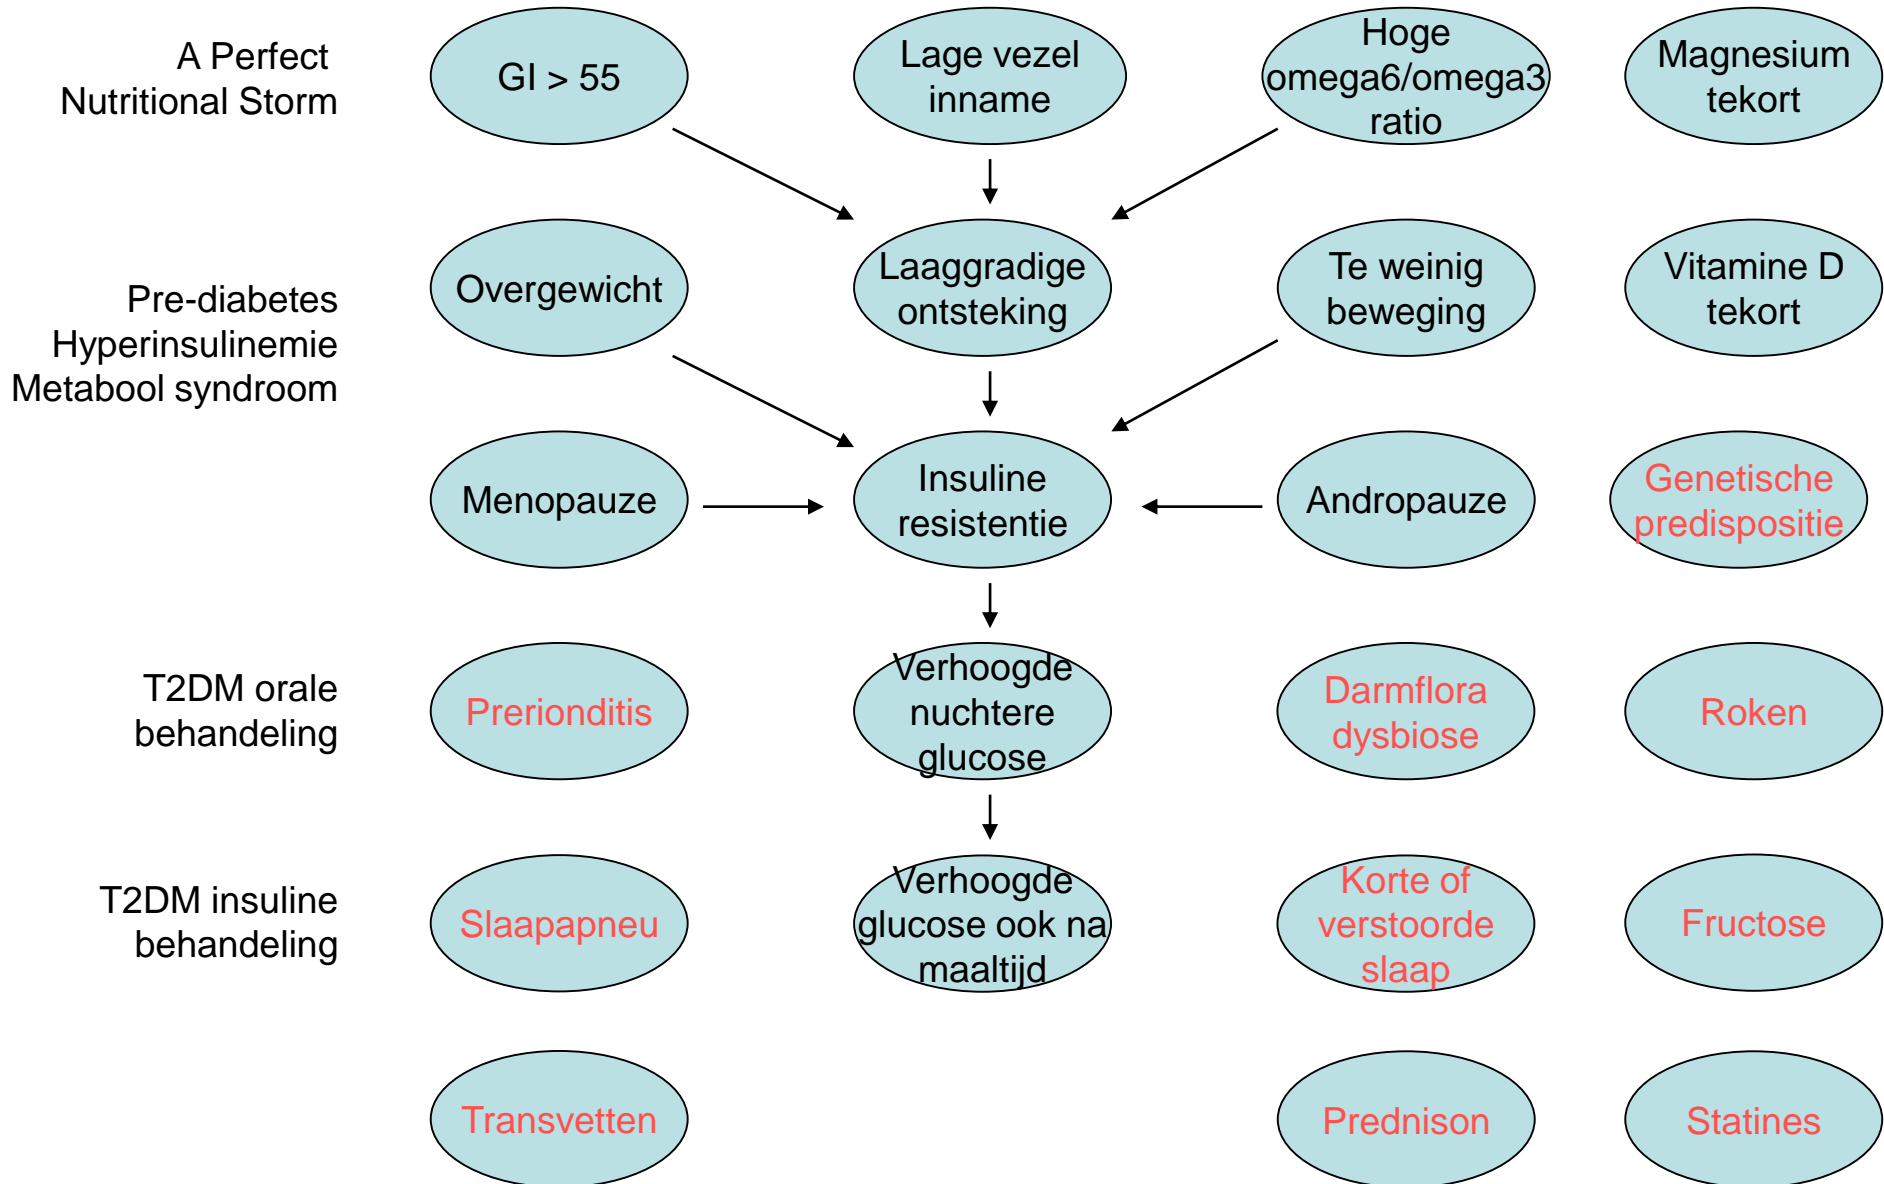 A Perfect
Nutritional Storm
GI > 55
Lage vezel
inname
Hoge
omega6/omega3
ratio
Magnesium
tekort
Pre-diabetes
Hyperinsulinemie
Metabool syndroom
Overgewicht
Laaggradige
ontsteking
Te weinig
beweging
Vitamine D
tekort
Menopauze
Insuline
resistentie
Andropauze
Genetische
predispositie
T2DM orale
behandeling
Prerionditis
Verhoogde
nuchtere
glucose
Darmflora
dysbiose
Roken
T2DM insuline
behandeling
Slaapapneu
Verhoogde
glucose ook na
maaltijd
Korte of
verstoorde
slaap
Fructose
Transvetten
Prednison
Statines